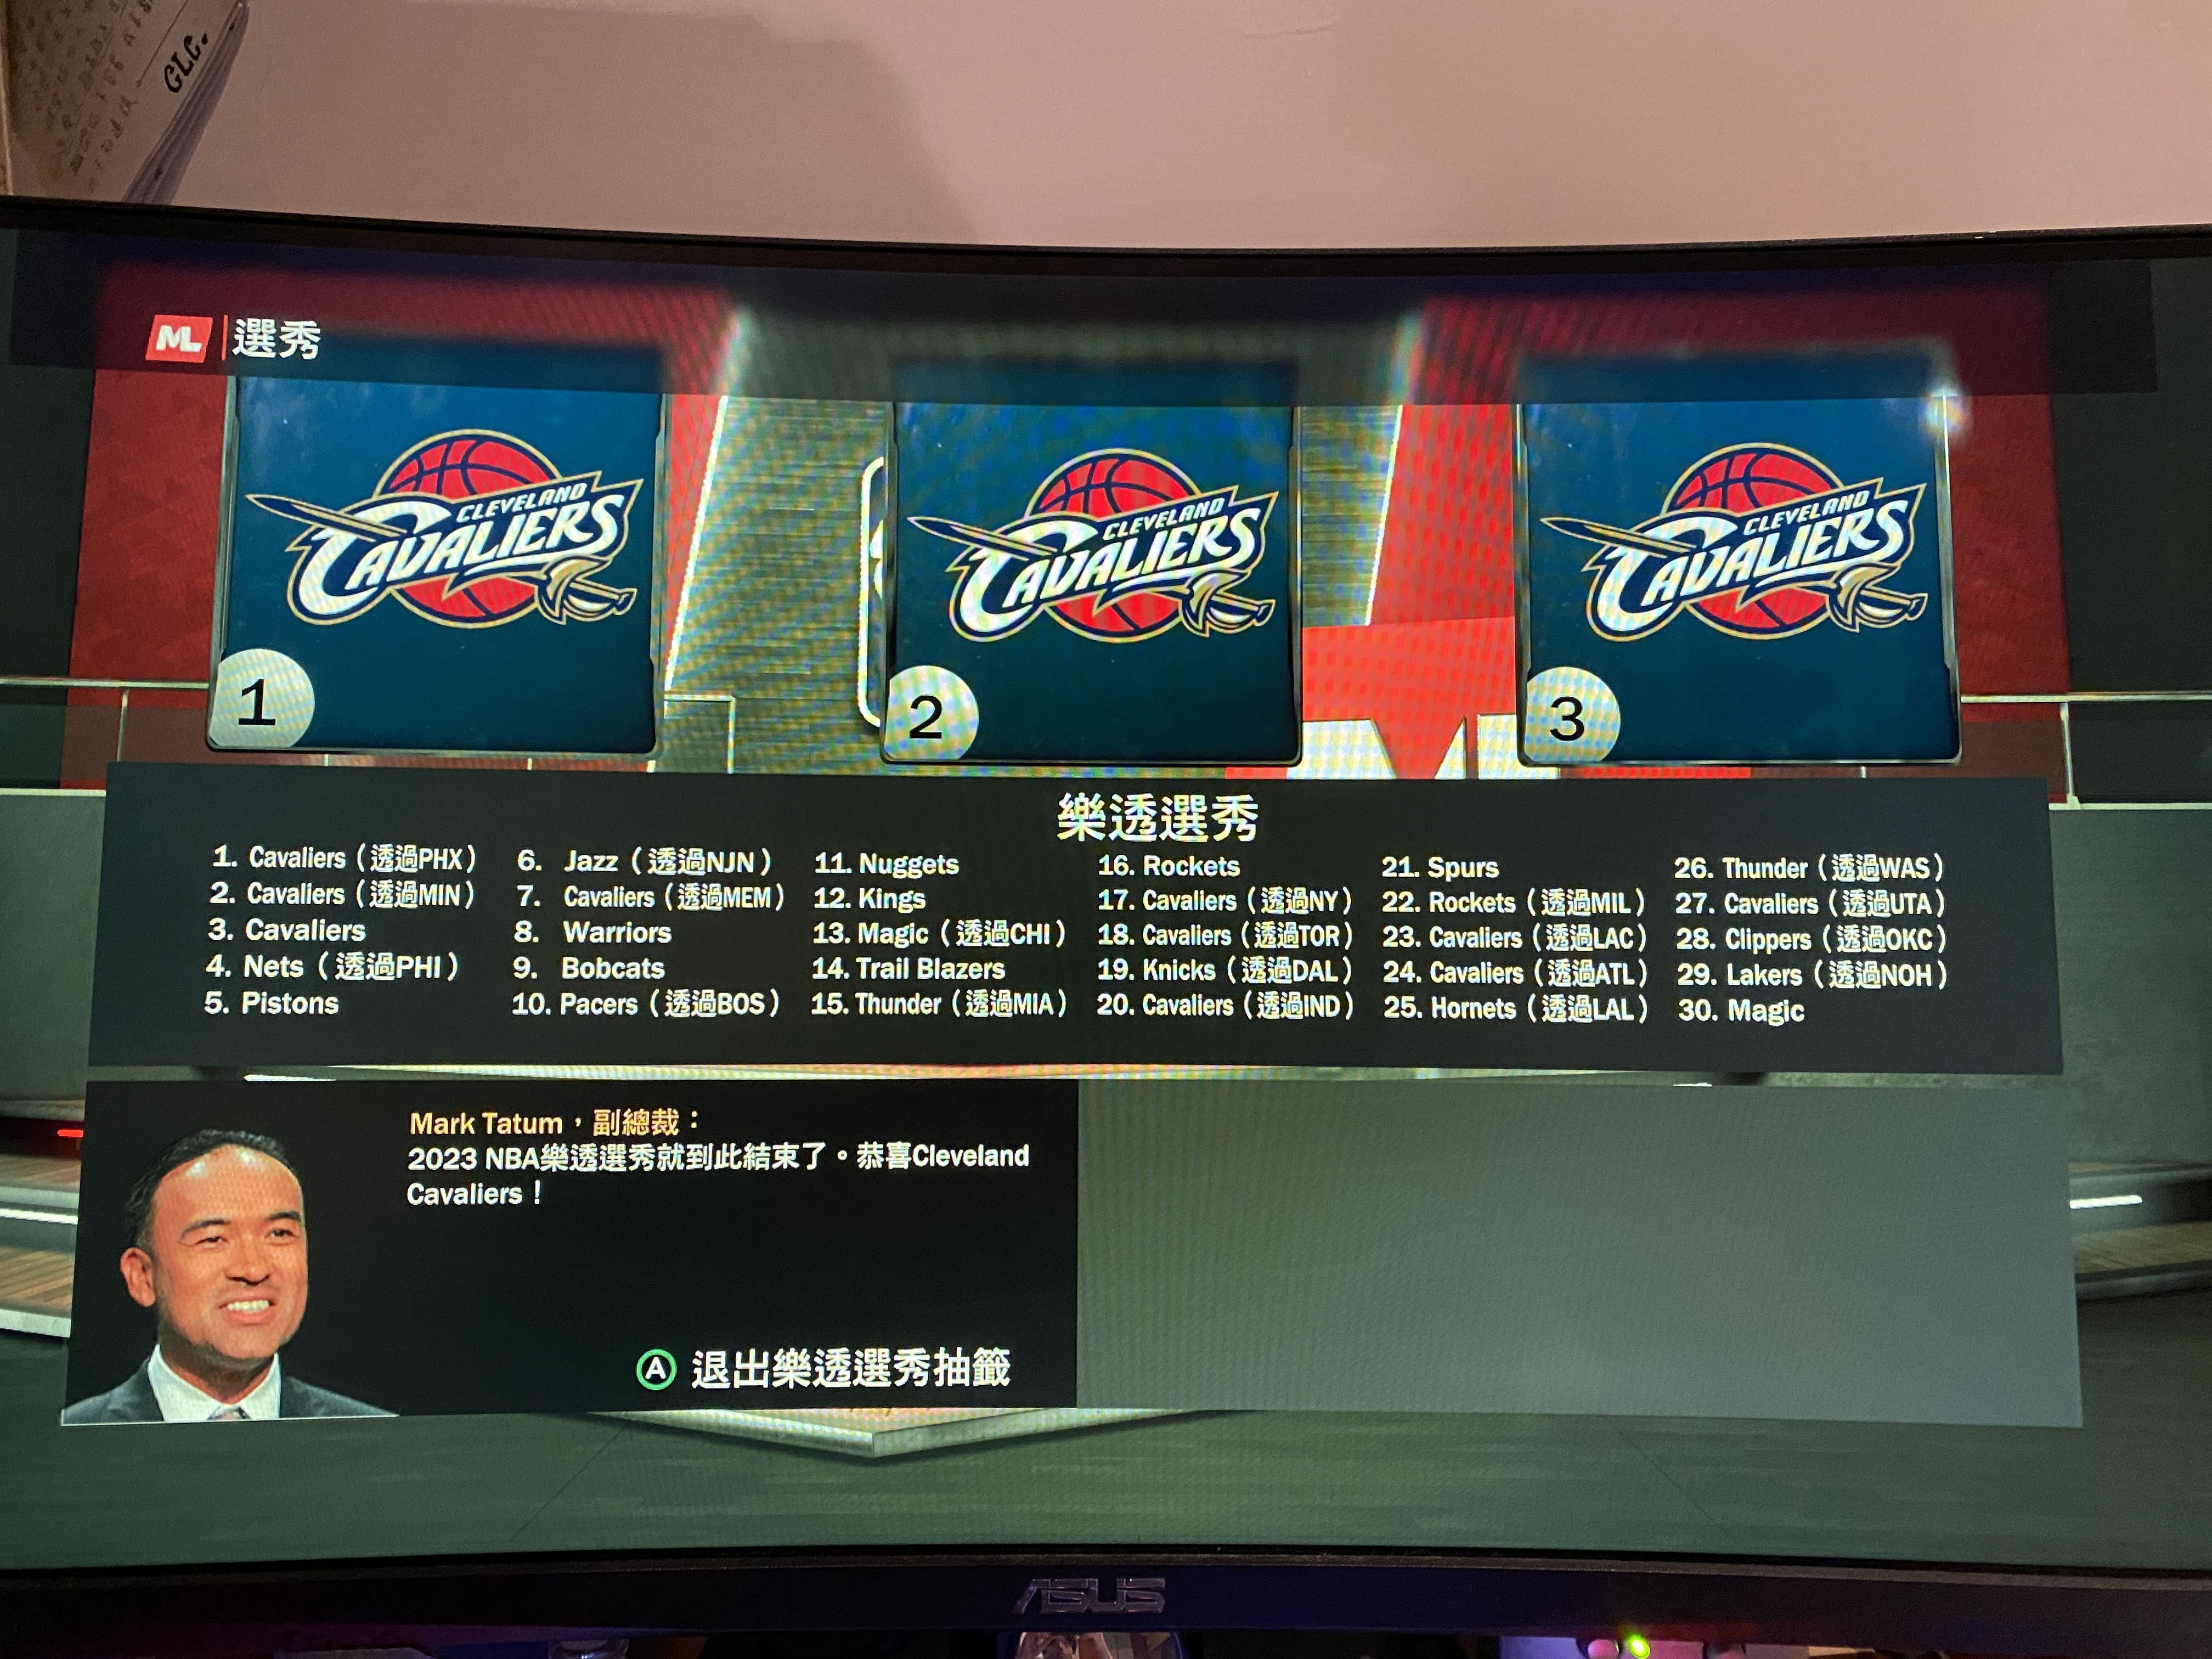 GLC.
ML 選秀
CLEVELAND
CAVALIERS
1
CLEVELAND
CAVALIERS
2
CLEVELAND
CAVALIERS
3
樂透選秀
1. Cavaliers（透過PHX）
2. Cavaliers（透過MIN）
3. Cavaliers
4. Nets（透過PHI）
5. Pistons
6. Jazz（透過NJN）
7. Cavaliers（透過MEM）
8. Warriors
9. Bobcats
10. Pacers（透過BOS）
11. Nuggets
12. Kings
13. Magic（透過CHI）
14. Trail Blazers
15. Thunder（透過MIA）
16. Rockets
17. Cavaliers（透過NY）
18. Cavaliers（透過TOR）
19. Knicks（透過DAL）
20. Cavaliers（透過IND）
21. Spurs
22. Rockets（透過MIL）
23. Cavaliers（透過LAC）
24. Cavaliers（透過ATL）
25. Hornets（透過LAL）
26. Thunder（透過WAS）
27. Cavaliers（透過UTA）
28. Clippers（透過OKC）
29. Lakers（透過NOH）
30. Magic
Mark Tatum，副總裁：
2023 NBA樂透選秀就到此結束了。恭喜Cleveland
Cavaliers！
A 退出樂透選秀抽籤
ASUS